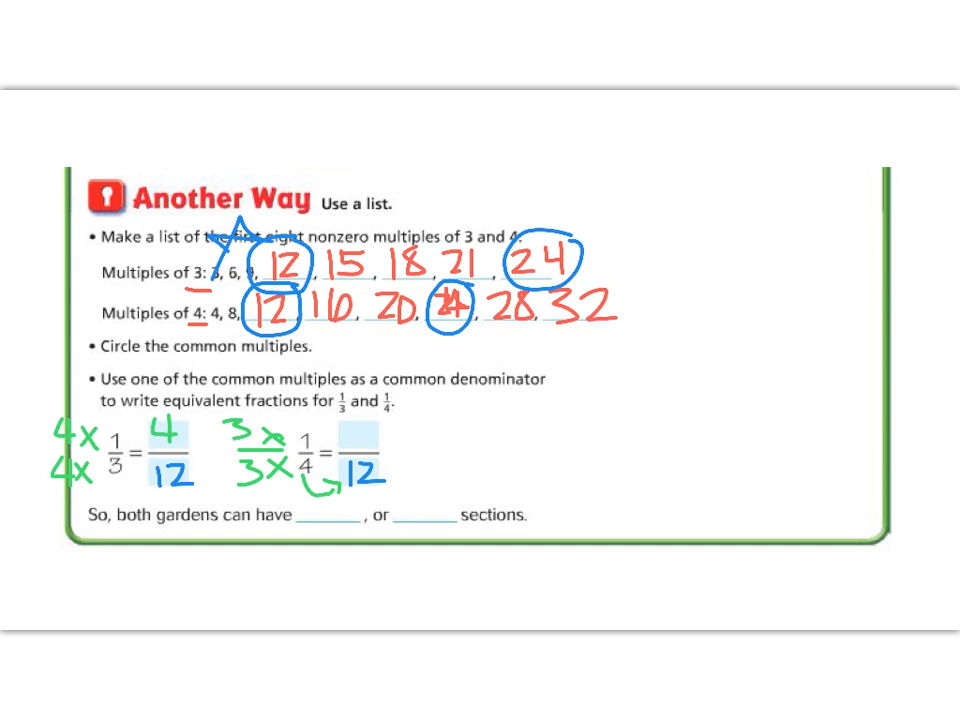 Another Way Use a list.
• Make a list of the first eight nonzero multiples of 3 and 4.
Multiples of 3: 3, 6, 9, 12, 15, 18, 21, 24
Multiples of 4: 4, 8, 12, 16, 20, 24, 28, 32
• Circle the common multiples.
• Use one of the common multiples as a common denominator
to write equivalent fractions for 1/3 and 1/4.
4x 1 = 4 3x 1 =
4x 3 12 3x 4 12
So, both gardens can have ______ , or ______ sections.